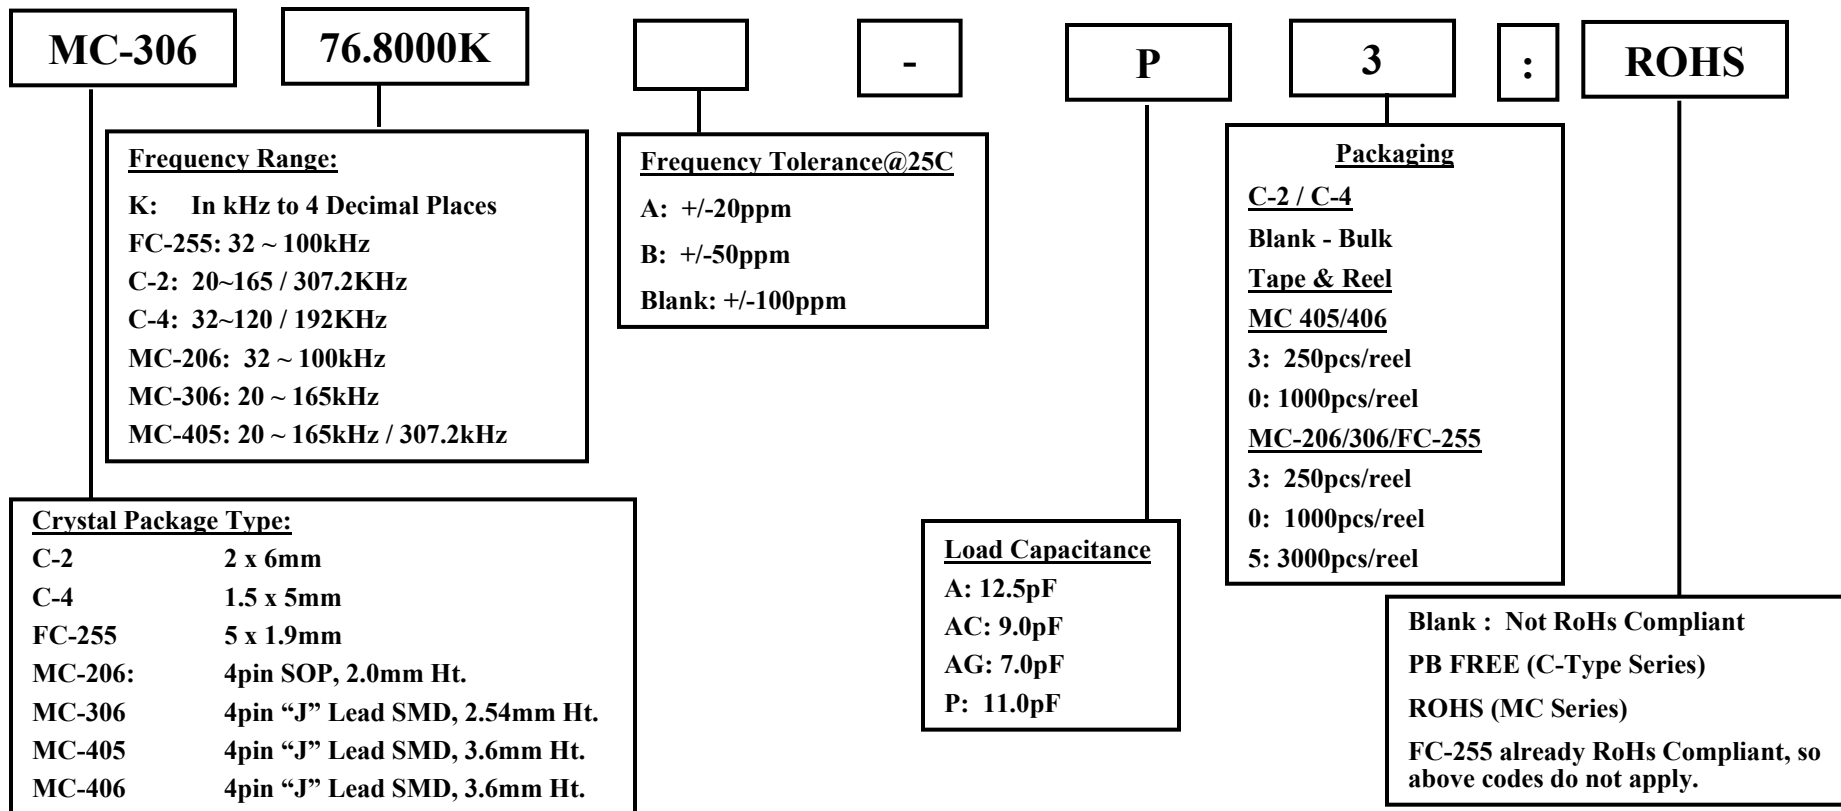 MC-306 76.8000K - P 3 : ROHS
Frequency Range:
K: In kHz to 4 Decimal Places
FC-255: 32 ~ 100kHz
C-2: 20~165 / 307.2KHz
C-4: 32~120 / 192KHz
MC-206: 32 ~ 100kHz
MC-306: 20 ~ 165kHz
MC-405: 20 ~ 165kHz / 307.2kHz
Frequency Tolerance@25C
A: +/-20ppm
B: +/-50ppm
Blank: +/-100ppm
Packaging
C-2 / C-4
Blank - Bulk
Tape & Reel
MC 405/406
3: 250pcs/reel
0: 1000pcs/reel
MC-206/306/FC-255
3: 250pcs/reel
0: 1000pcs/reel
5: 3000pcs/reel
Crystal Package Type:
C-2 2 x 6mm
C-4 1.5 x 5mm
FC-255 5 x 1.9mm
MC-206: 4pin SOP, 2.0mm Ht.
MC-306 4pin “J” Lead SMD, 2.54mm Ht.
MC-405 4pin “J” Lead SMD, 3.6mm Ht.
MC-406 4pin “J” Lead SMD, 3.6mm Ht.
Load Capacitance
A: 12.5pF
AC: 9.0pF
AG: 7.0pF
P: 11.0pF
Blank : Not RoHs Compliant
PB FREE (C-Type Series)
ROHS (MC Series)
FC-255 already RoHs Compliant, so
above codes do not apply.